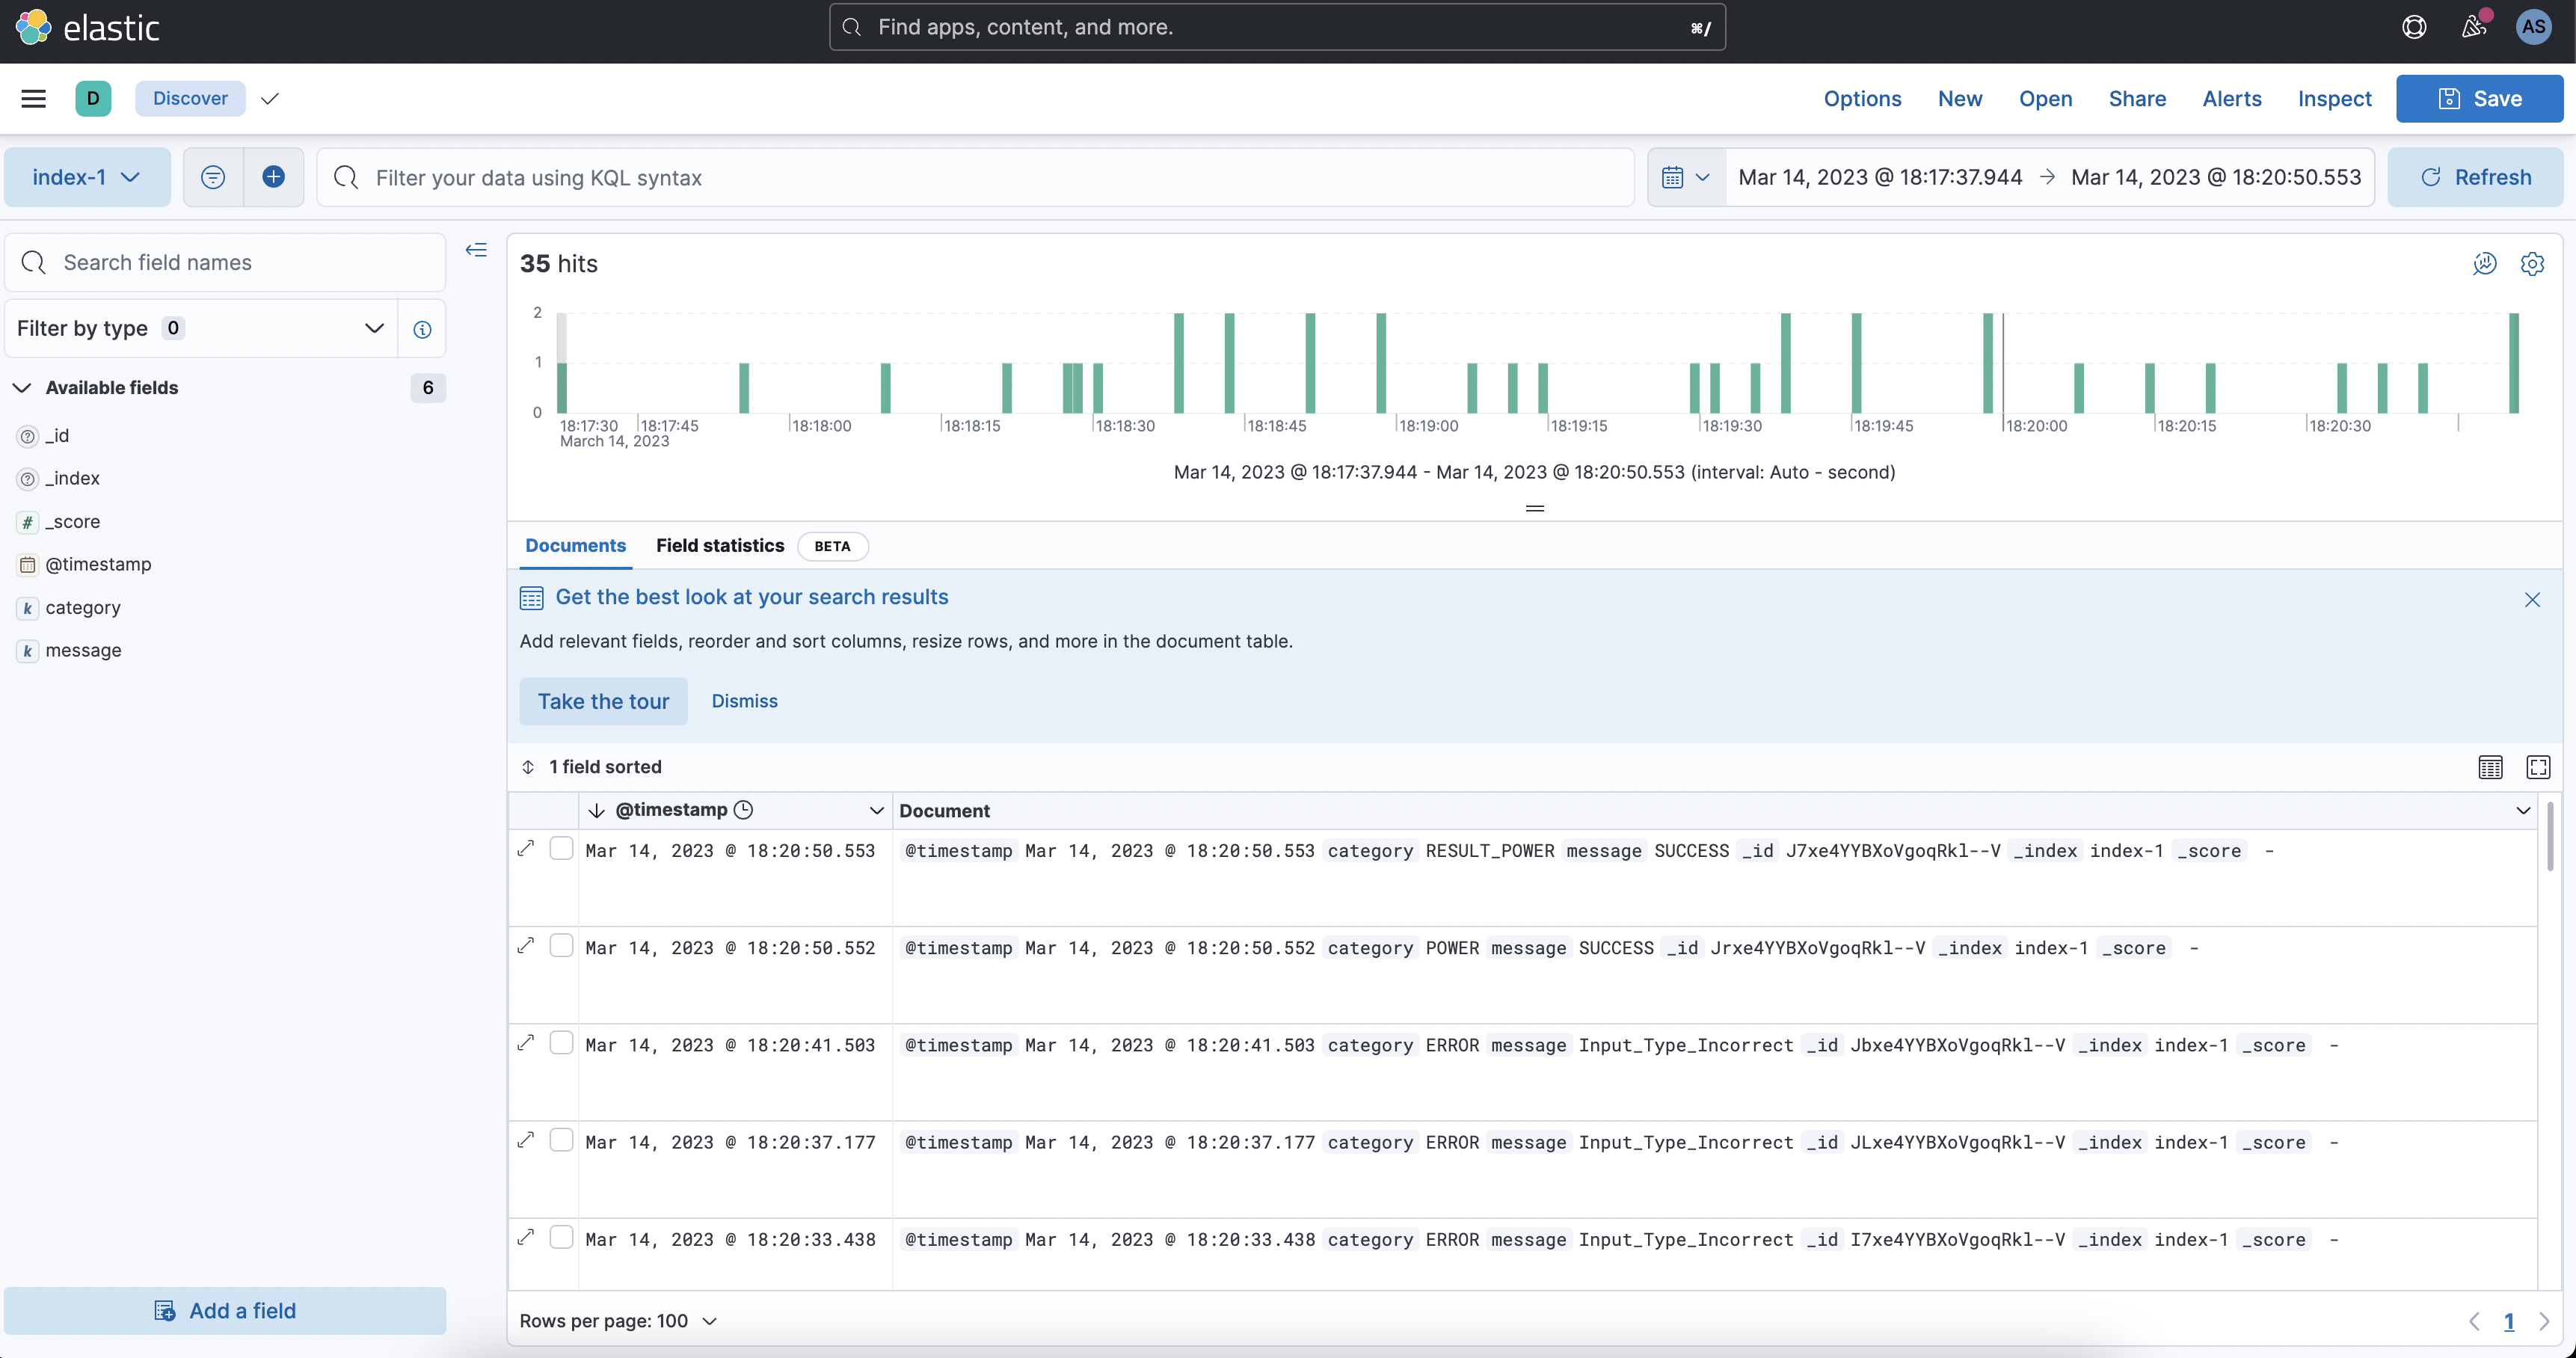 elastic
Find apps, content, and more.
⌘/
AS
D
Discover
Options
New
Open
Share
Alerts
Inspect
Save
index-1
Filter your data using KQL syntax
Mar 14, 2023 @ 18:17:37.944 → Mar 14, 2023 @ 18:20:50.553
Refresh
Search field names
Filter by type 0
Available fields 6
_id
_index
# _score
@timestamp
k category
k message
Add a field
35 hits
2
1
0
18:17:30 18:17:45 18:18:00 18:18:15 18:18:30 18:18:45 18:19:00 18:19:15 18:19:30 18:19:45 18:20:00 18:20:15 18:20:30
March 14, 2023
Mar 14, 2023 @ 18:17:37.944 - Mar 14, 2023 @ 18:20:50.553 (interval: Auto - second)
Documents Field statistics BETA
Get the best look at your search results
Add relevant fields, reorder and sort columns, resize rows, and more in the document table.
Take the tour Dismiss
1 field sorted
@timestamp Document
Mar 14, 2023 @ 18:20:50.553 @timestamp Mar 14, 2023 @ 18:20:50.553 category RESULT_POWER message SUCCESS _id J7xe4YYBXoVgoqRkl--V _index index-1 _score -
Mar 14, 2023 @ 18:20:50.552 @timestamp Mar 14, 2023 @ 18:20:50.552 category POWER message SUCCESS _id Jrxe4YYBXoVgoqRkl--V _index index-1 _score -
Mar 14, 2023 @ 18:20:41.503 @timestamp Mar 14, 2023 @ 18:20:41.503 category ERROR message Input_Type_Incorrect _id Jbxe4YYBXoVgoqRkl--V _index index-1 _score -
Mar 14, 2023 @ 18:20:37.177 @timestamp Mar 14, 2023 @ 18:20:37.177 category ERROR message Input_Type_Incorrect _id JLxe4YYBXoVgoqRkl--V _index index-1 _score -
Mar 14, 2023 @ 18:20:33.438 @timestamp Mar 14, 2023 @ 18:20:33.438 category ERROR message Input_Type_Incorrect _id I7xe4YYBXoVgoqRkl--V _index index-1 _score -
Rows per page: 100
1